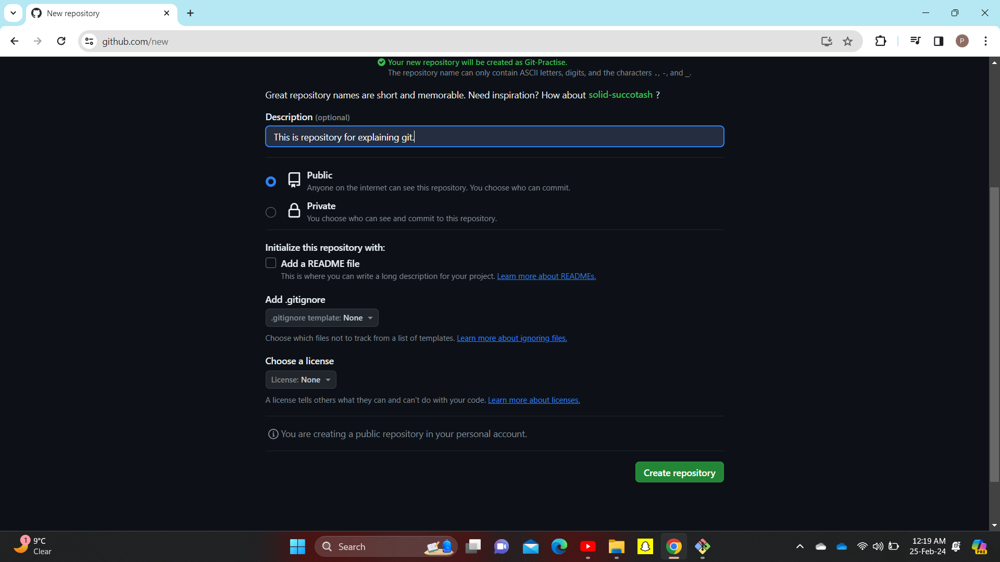 New repository
github.com/new
Your new repository will be created as Git-Practise.
The repository name can only contain ASCII letters, digits, and the characters ., -, and _.
Great repository names are short and memorable. Need inspiration? How about solid-succotash ?
Description (optional)
This is repository for explaining git.
Public
Anyone on the internet can see this repository. You choose who can commit.
Private
You choose who can see and commit to this repository.
Initialize this repository with:
Add a README file
This is where you can write a long description for your project. Learn more about READMEs.
Add .gitignore
.gitignore template: None
Choose which files not to track from a list of templates. Learn more about ignoring files.
Choose a license
License: None
A license tells others what they can and can't do with your code. Learn more about licenses.
You are creating a public repository in your personal account.
Create repository
P
1
9°C
Clear
Search
12:19 AM
25-Feb-24
PRE